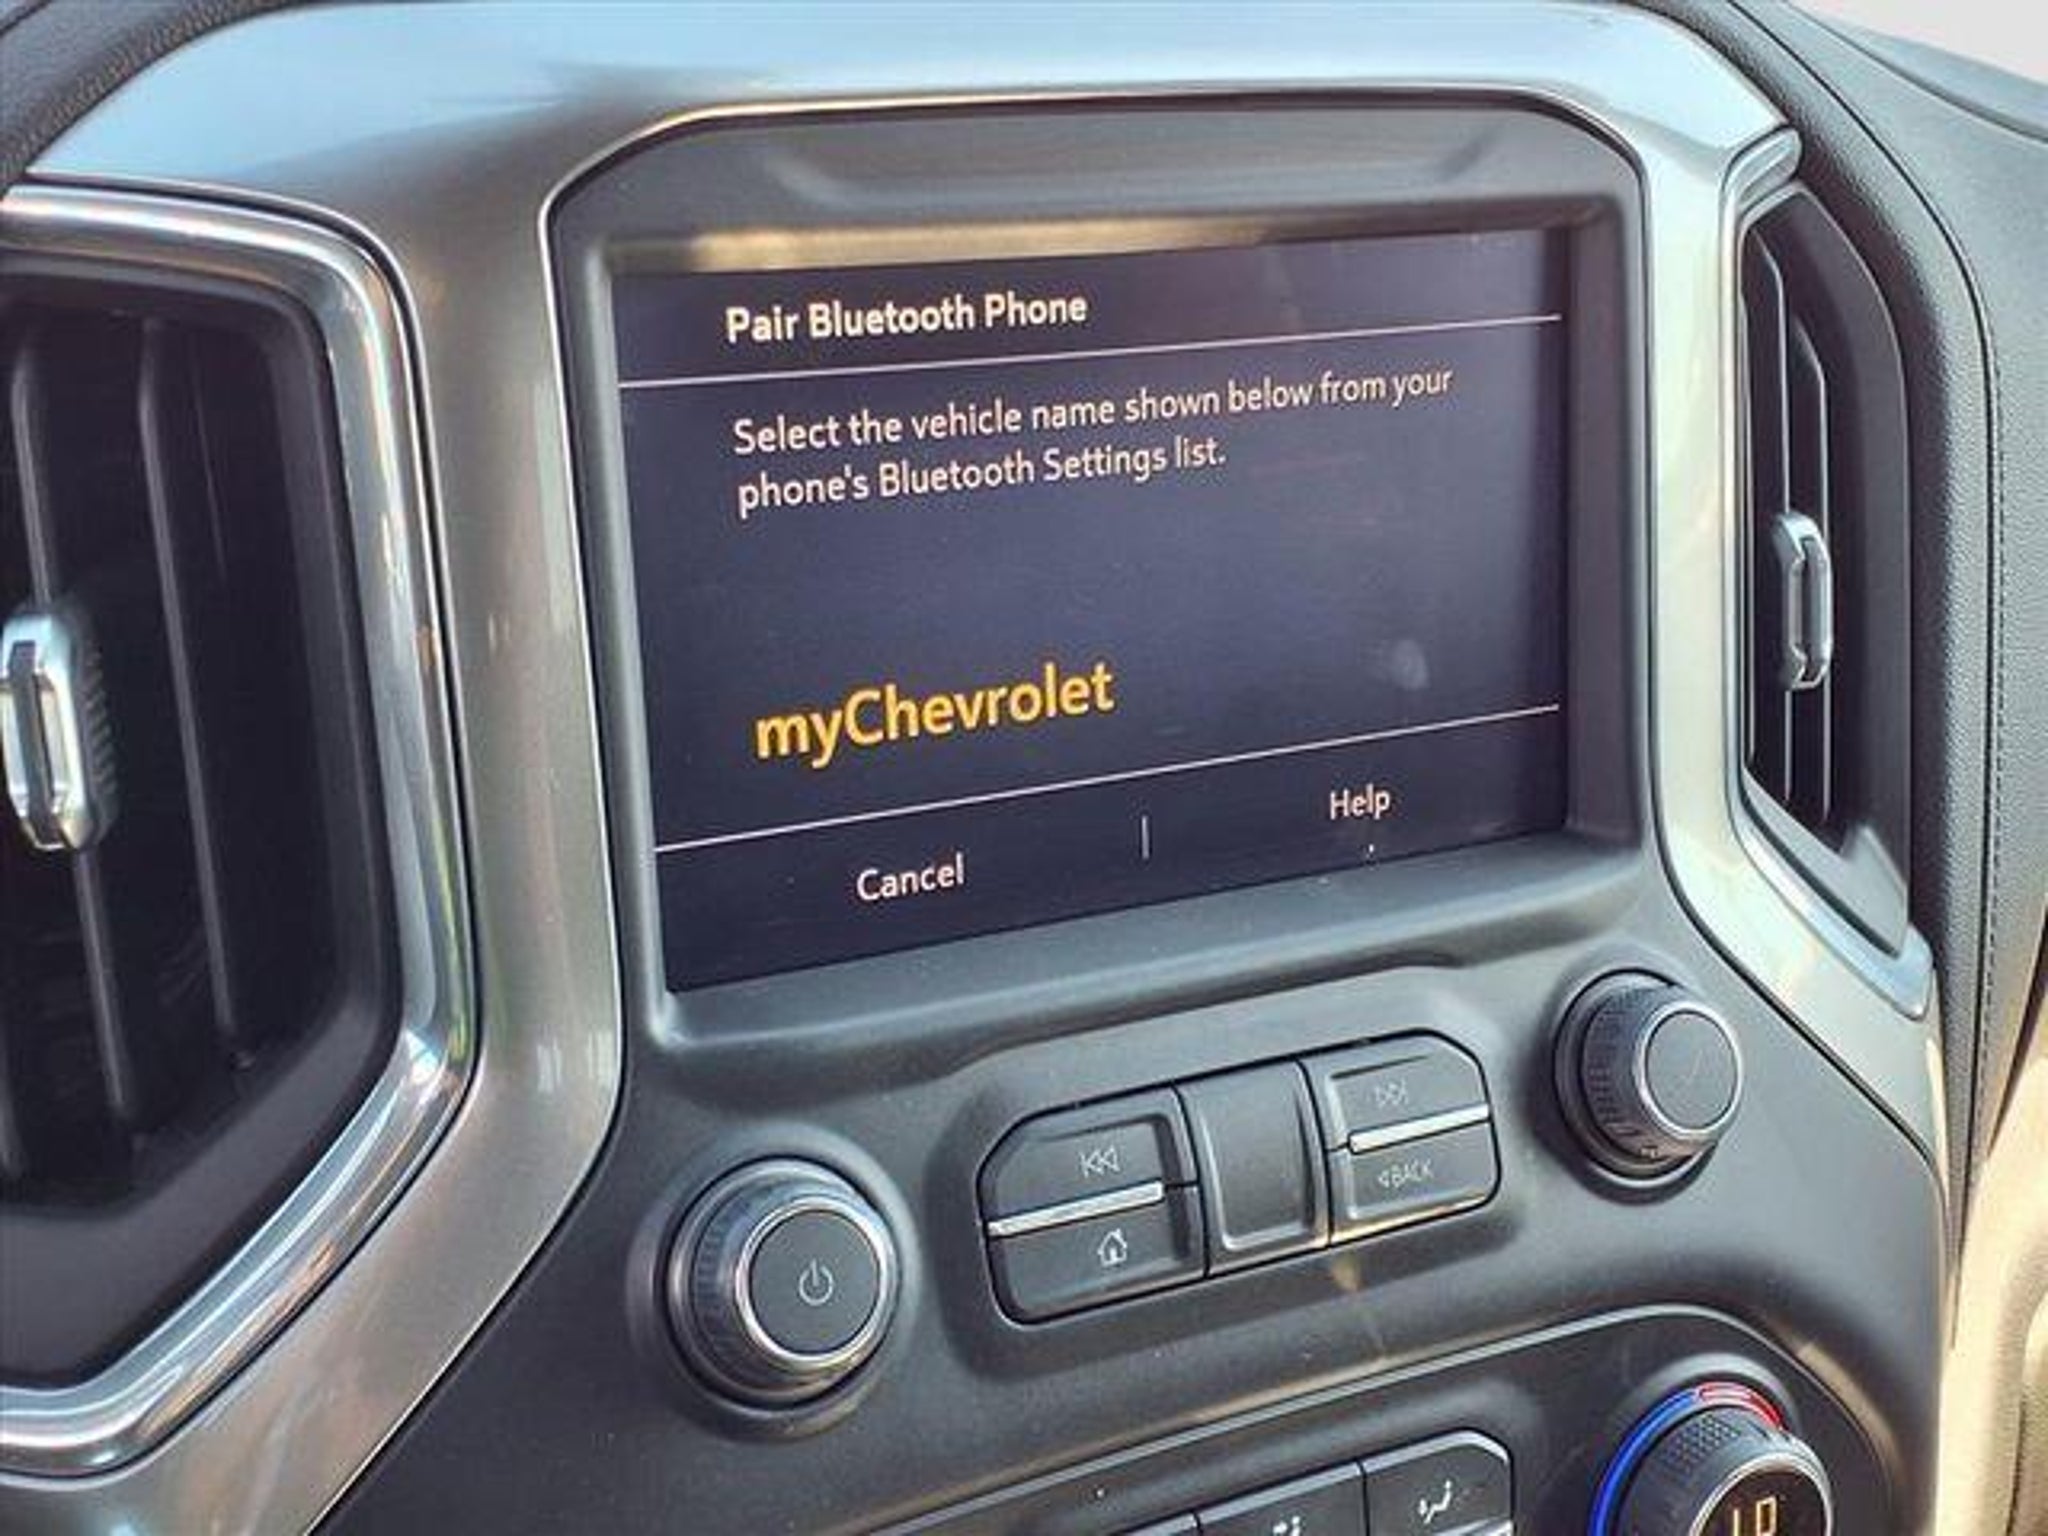 Pair Bluetooth Phone
Select the vehicle name shown below from your
phone's Bluetooth Settings list.
myChevrolet
Cancel
Help
BACK